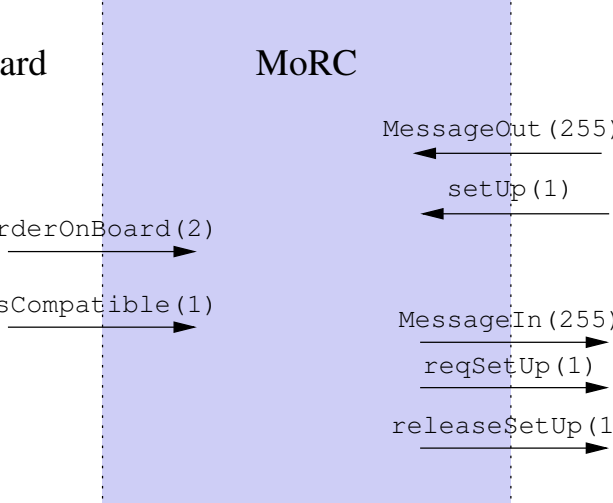 ard MoRC
MessageOut(255)
setUp(1)
rderOnBoard(2)
sCompatible(1)
MessageIn(255)
reqSetUp(1)
releaseSetUp(1